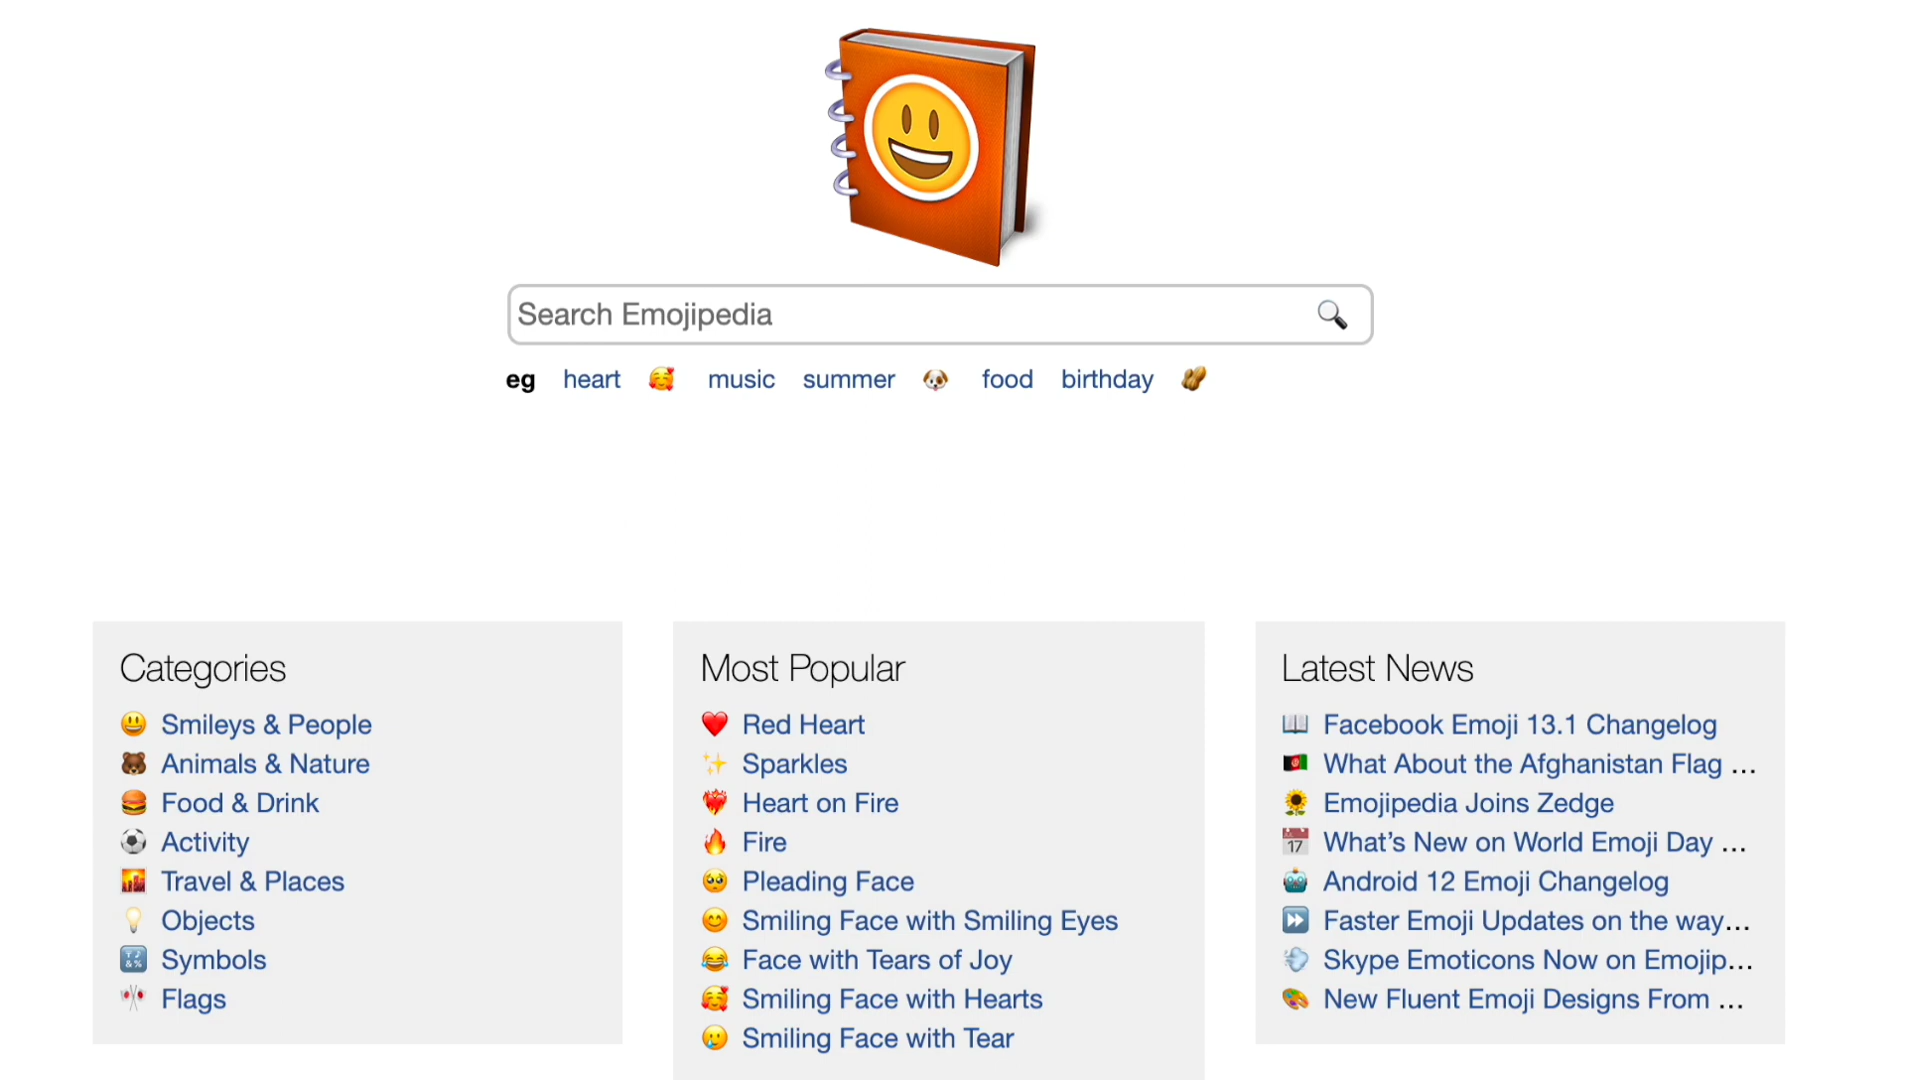 Search Emojipedia
eg heart 🥰 music summer 🐶 food birthday 🥜
Categories
Smileys & People
Animals & Nature
Food & Drink
Activity
Travel & Places
Objects
Symbols
Flags
Most Popular
Red Heart
Sparkles
Heart on Fire
Fire
Pleading Face
Smiling Face with Smiling Eyes
Face with Tears of Joy
Smiling Face with Hearts
Smiling Face with Tear
Latest News
Facebook Emoji 13.1 Changelog
What About the Afghanistan Flag …
Emojipedia Joins Zedge
What’s New on World Emoji Day …
Android 12 Emoji Changelog
Faster Emoji Updates on the way…
Skype Emoticons Now on Emojip…
New Fluent Emoji Designs From …